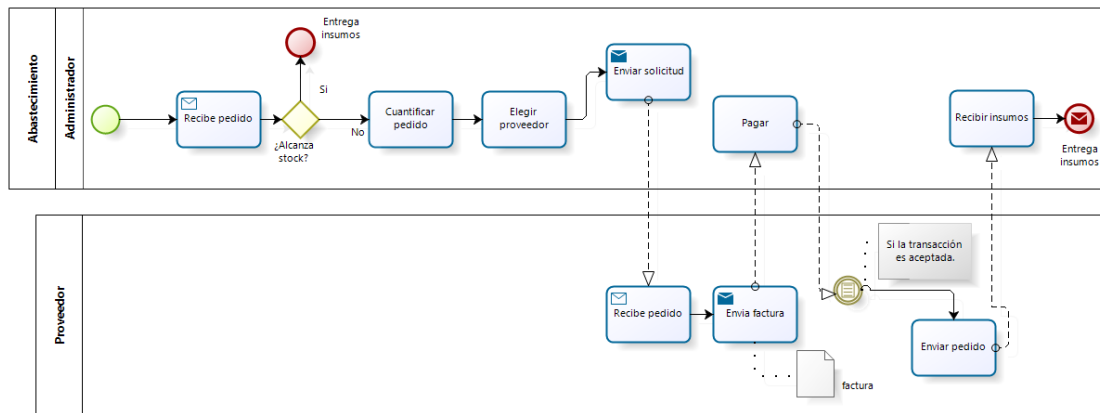 Abastecimiento
Administrador
Entrega
insumos
Si
Recibe pedido
¿Alcanza
stock?
No
Cuantificar
pedido
Elegir
proveedor
Enviar solicitud
Pagar
Recibir insumos
Entrega
insumos
Proveedor
Recibe pedido
Envia factura
factura
Si la transacción
es aceptada.
Enviar pedido